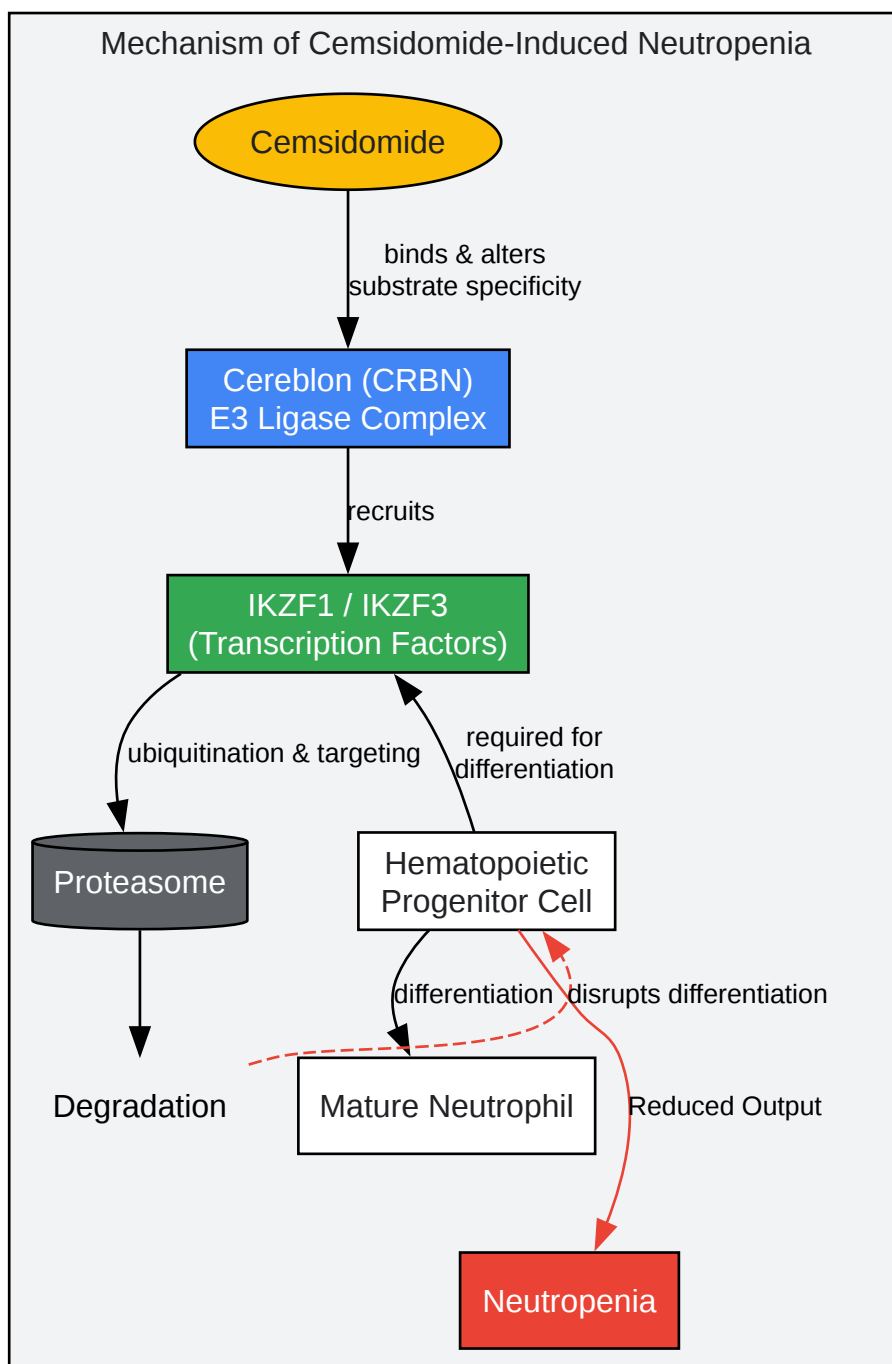 Mechanism of Cemsidomide-Induced Neutropenia
Cemsidomide
binds & alters
substrate specificity
Cereblon (CRBN)
E3 Ligase Complex
recruits
IKZF1 / IKZF3
(Transcription Factors)
ubiquitination & targeting
required for
differentiation
Proteasome
Hematopoietic
Progenitor Cell
differentiation
disrupts differentiation
Degradation
Mature Neutrophil
Reduced Output
Neutropenia